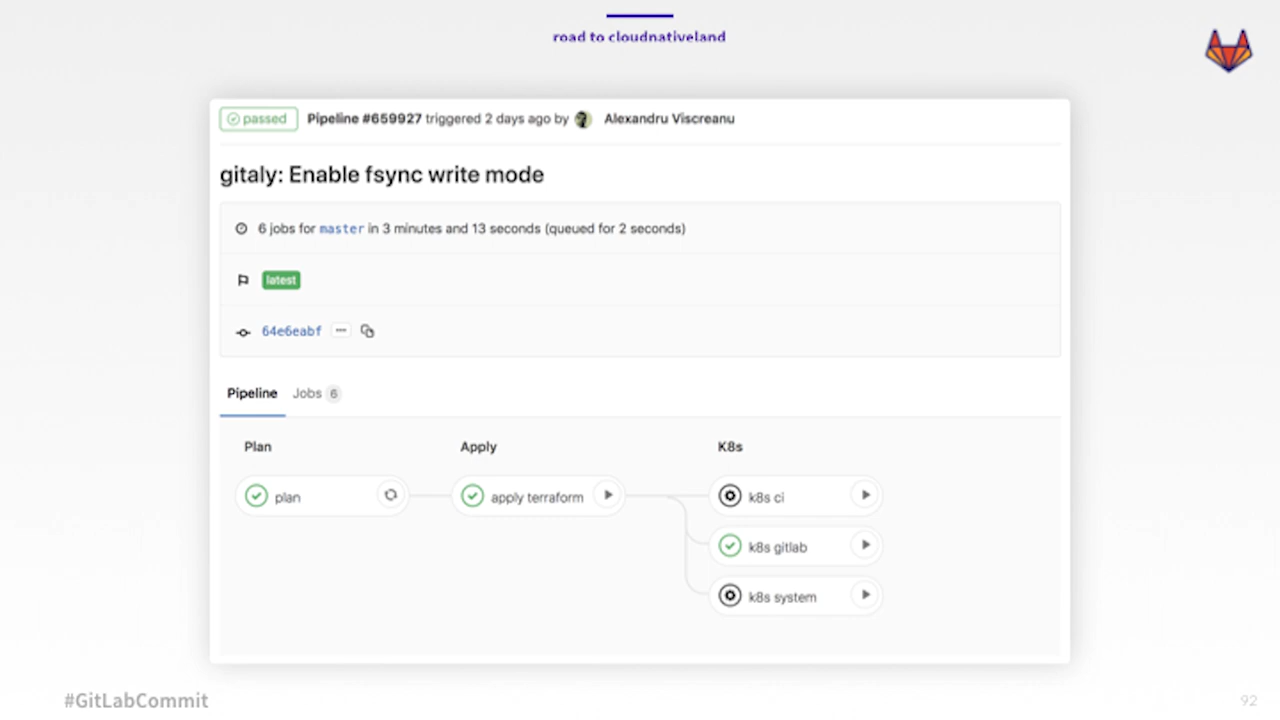 road to cloudnativeland
passed Pipeline #659927 triggered 2 days ago by Alexandru Viscreanu
gitaly: Enable fsync write mode
6 jobs for master in 3 minutes and 13 seconds (queued for 2 seconds)
latest
64e6eabf
Pipeline Jobs 6
Plan Apply K8s
plan apply terraform k8s ci
k8s gitlab
k8s system
#GitLabCommit 92